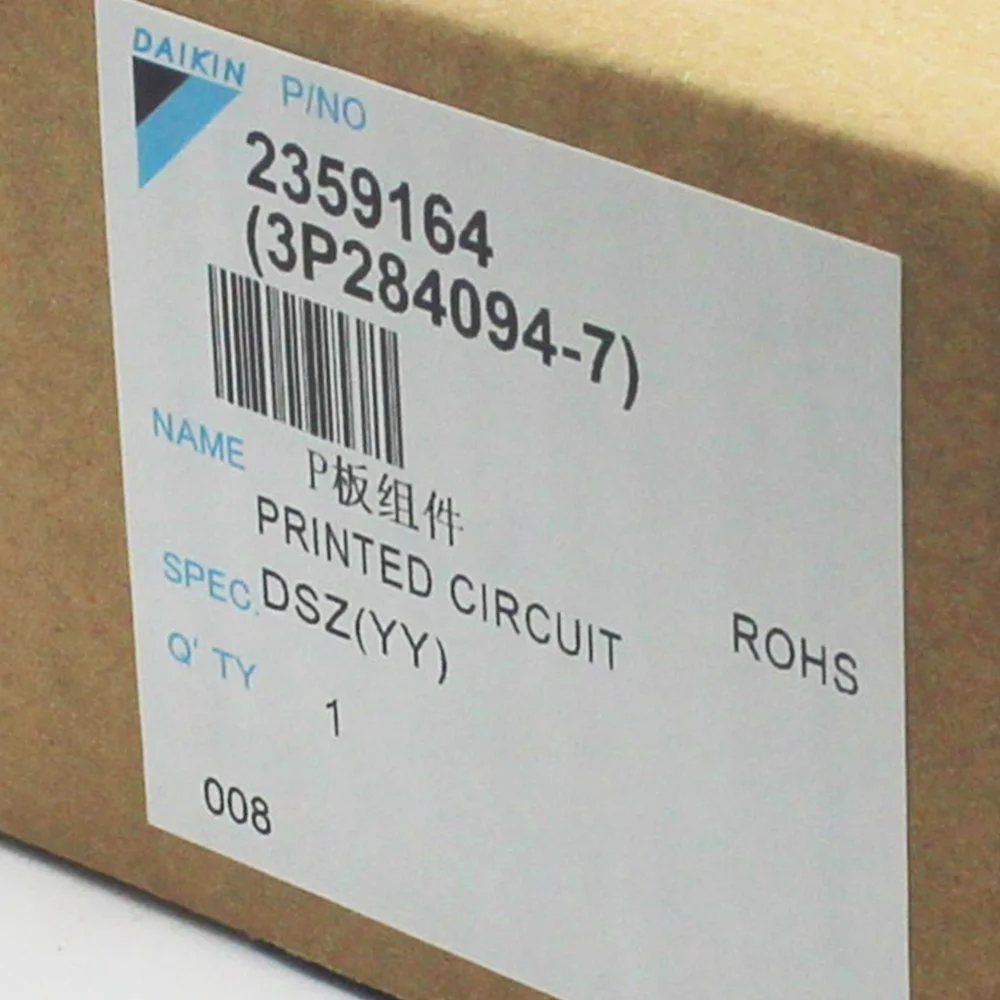 DAIKIN
P/NO
2359164
(3P284094-7)
NAME
P板组件
PRINTED CIRCUIT ROHS
SPEC. DSZ(YY)
Q' TY
1
008